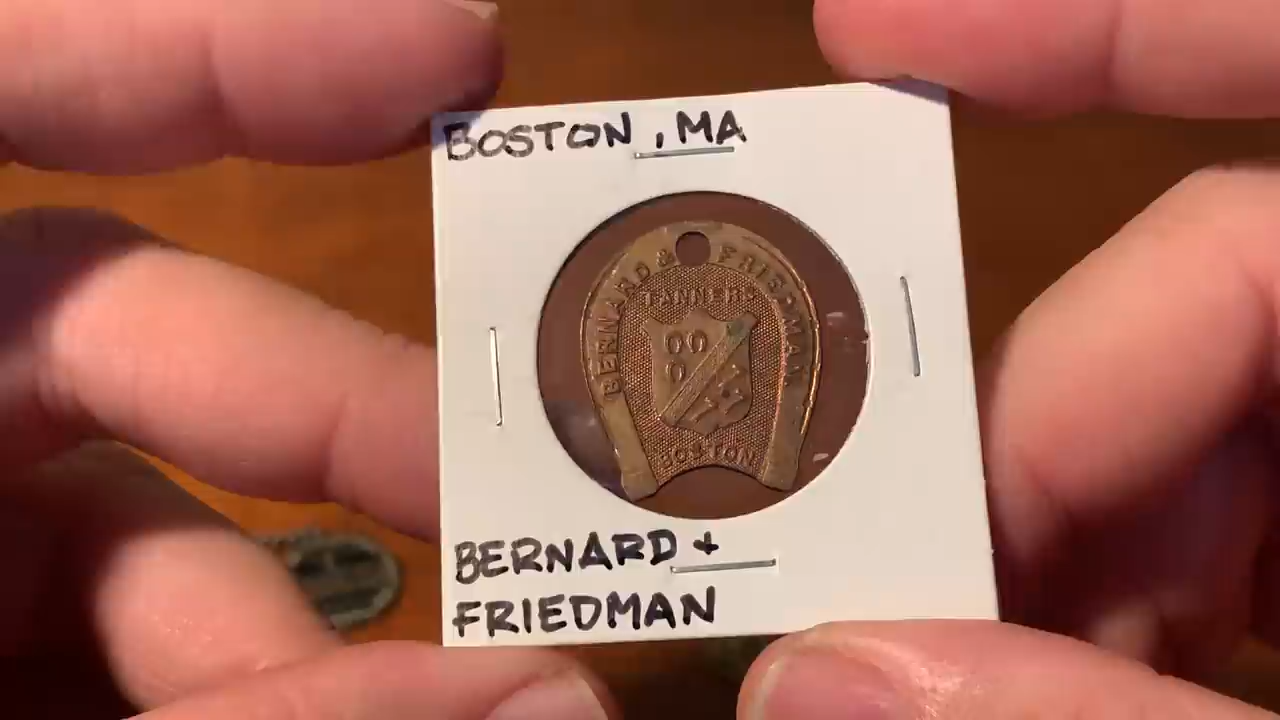 BOSTON, MA
BERNARD & FRIEDMAN
TANNERS
BOSTON
BERNARD +
FRIEDMAN